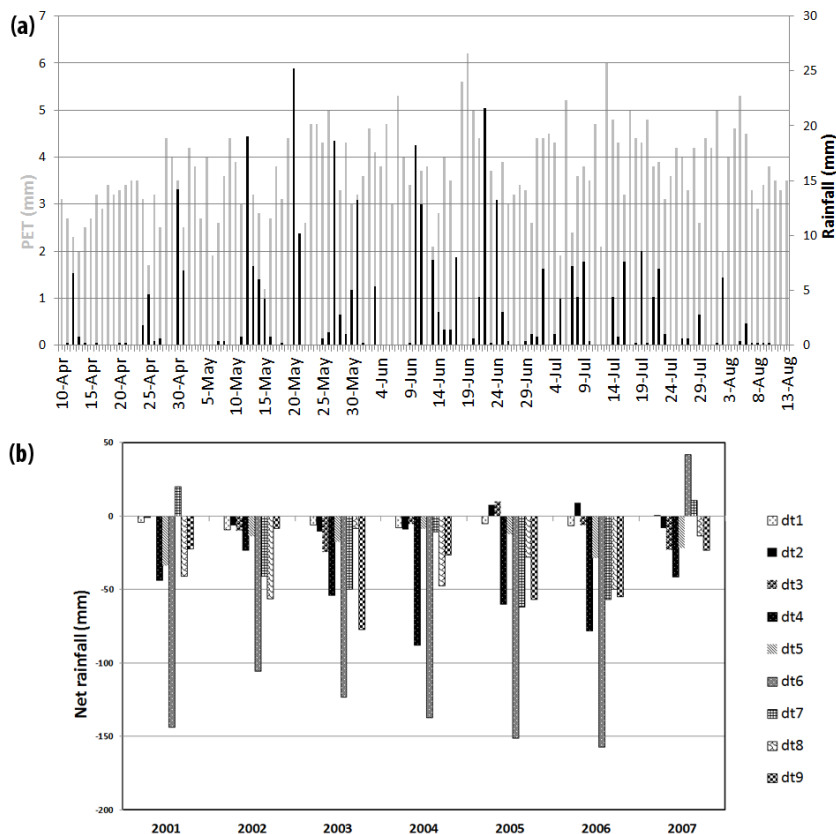 (a)
7
6
5
4
3
2
1
0
PET (mm)
30
25
20
15
10
5
0
Rainfall (mm)
10-Apr
15-Apr
20-Apr
25-Apr
30-Apr
5-May
10-May
15-May
20-May
25-May
30-May
4-Jun
9-Jun
14-Jun
19-Jun
24-Jun
29-Jun
4-Jul
9-Jul
14-Jul
19-Jul
24-Jul
29-Jul
3-Aug
8-Aug
13-Aug
(b)
50
0
-50
-100
-150
-200
Net rainfall (mm)
2001
2002
2003
2004
2005
2006
2007
dt1
dt2
dt3
dt4
dt5
dt6
dt7
dt8
dt9